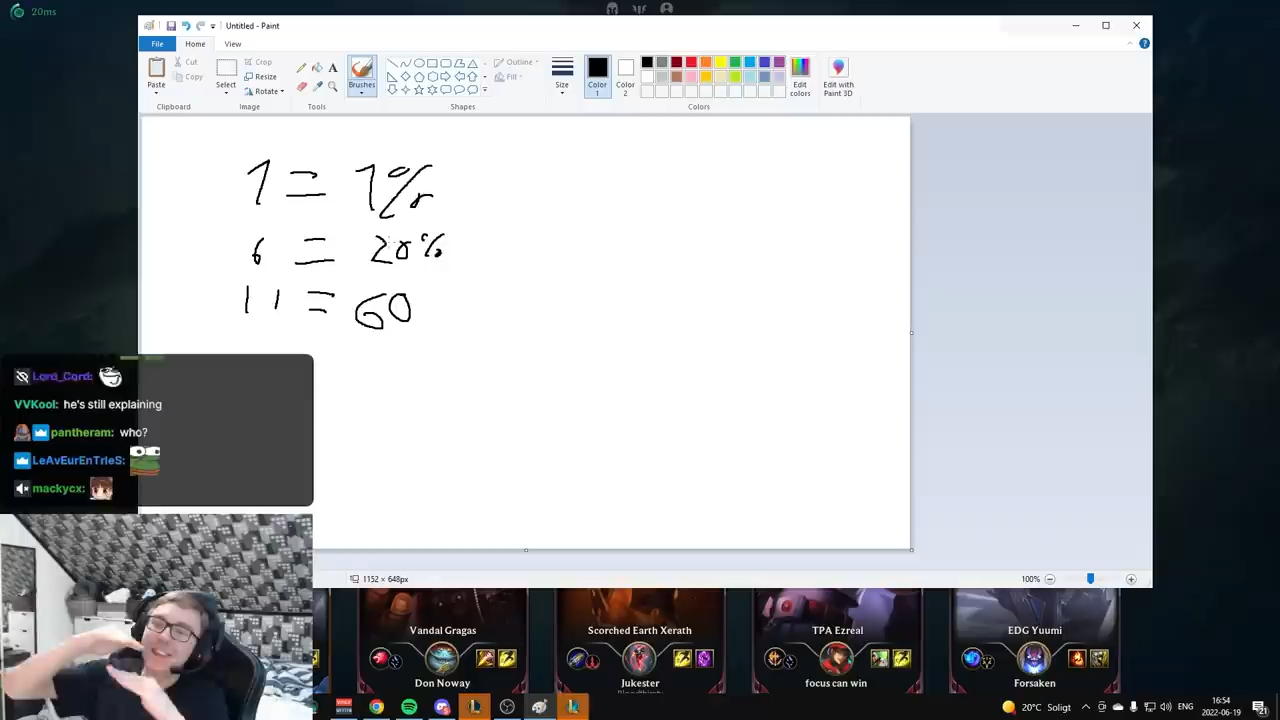 20ms
Untitled - Paint
File
Home
View
Cut
Copy
Paste
Clipboard
Crop
Resize
Rotate
Select
Image
Tools
Brushes
Outline
Fill
Shapes
Size
Color 1
Color 2
Edit colors
Edit with Paint 3D
Colors
1 = 1%
6 = 20%
11 = 60
Lord_Cord:
VVKool: he's still explaining
pantheram: who?
LeAvEurEnTrIeS:
mackycx:
1152 × 648px
100%
Vandal Gragas
Don Noway
Scorched Earth Xerath
Jukester
TPA Ezreal
focus can win
EDG Yuumi
Forsaken
20°C Soligt
16:54
2022-06-19